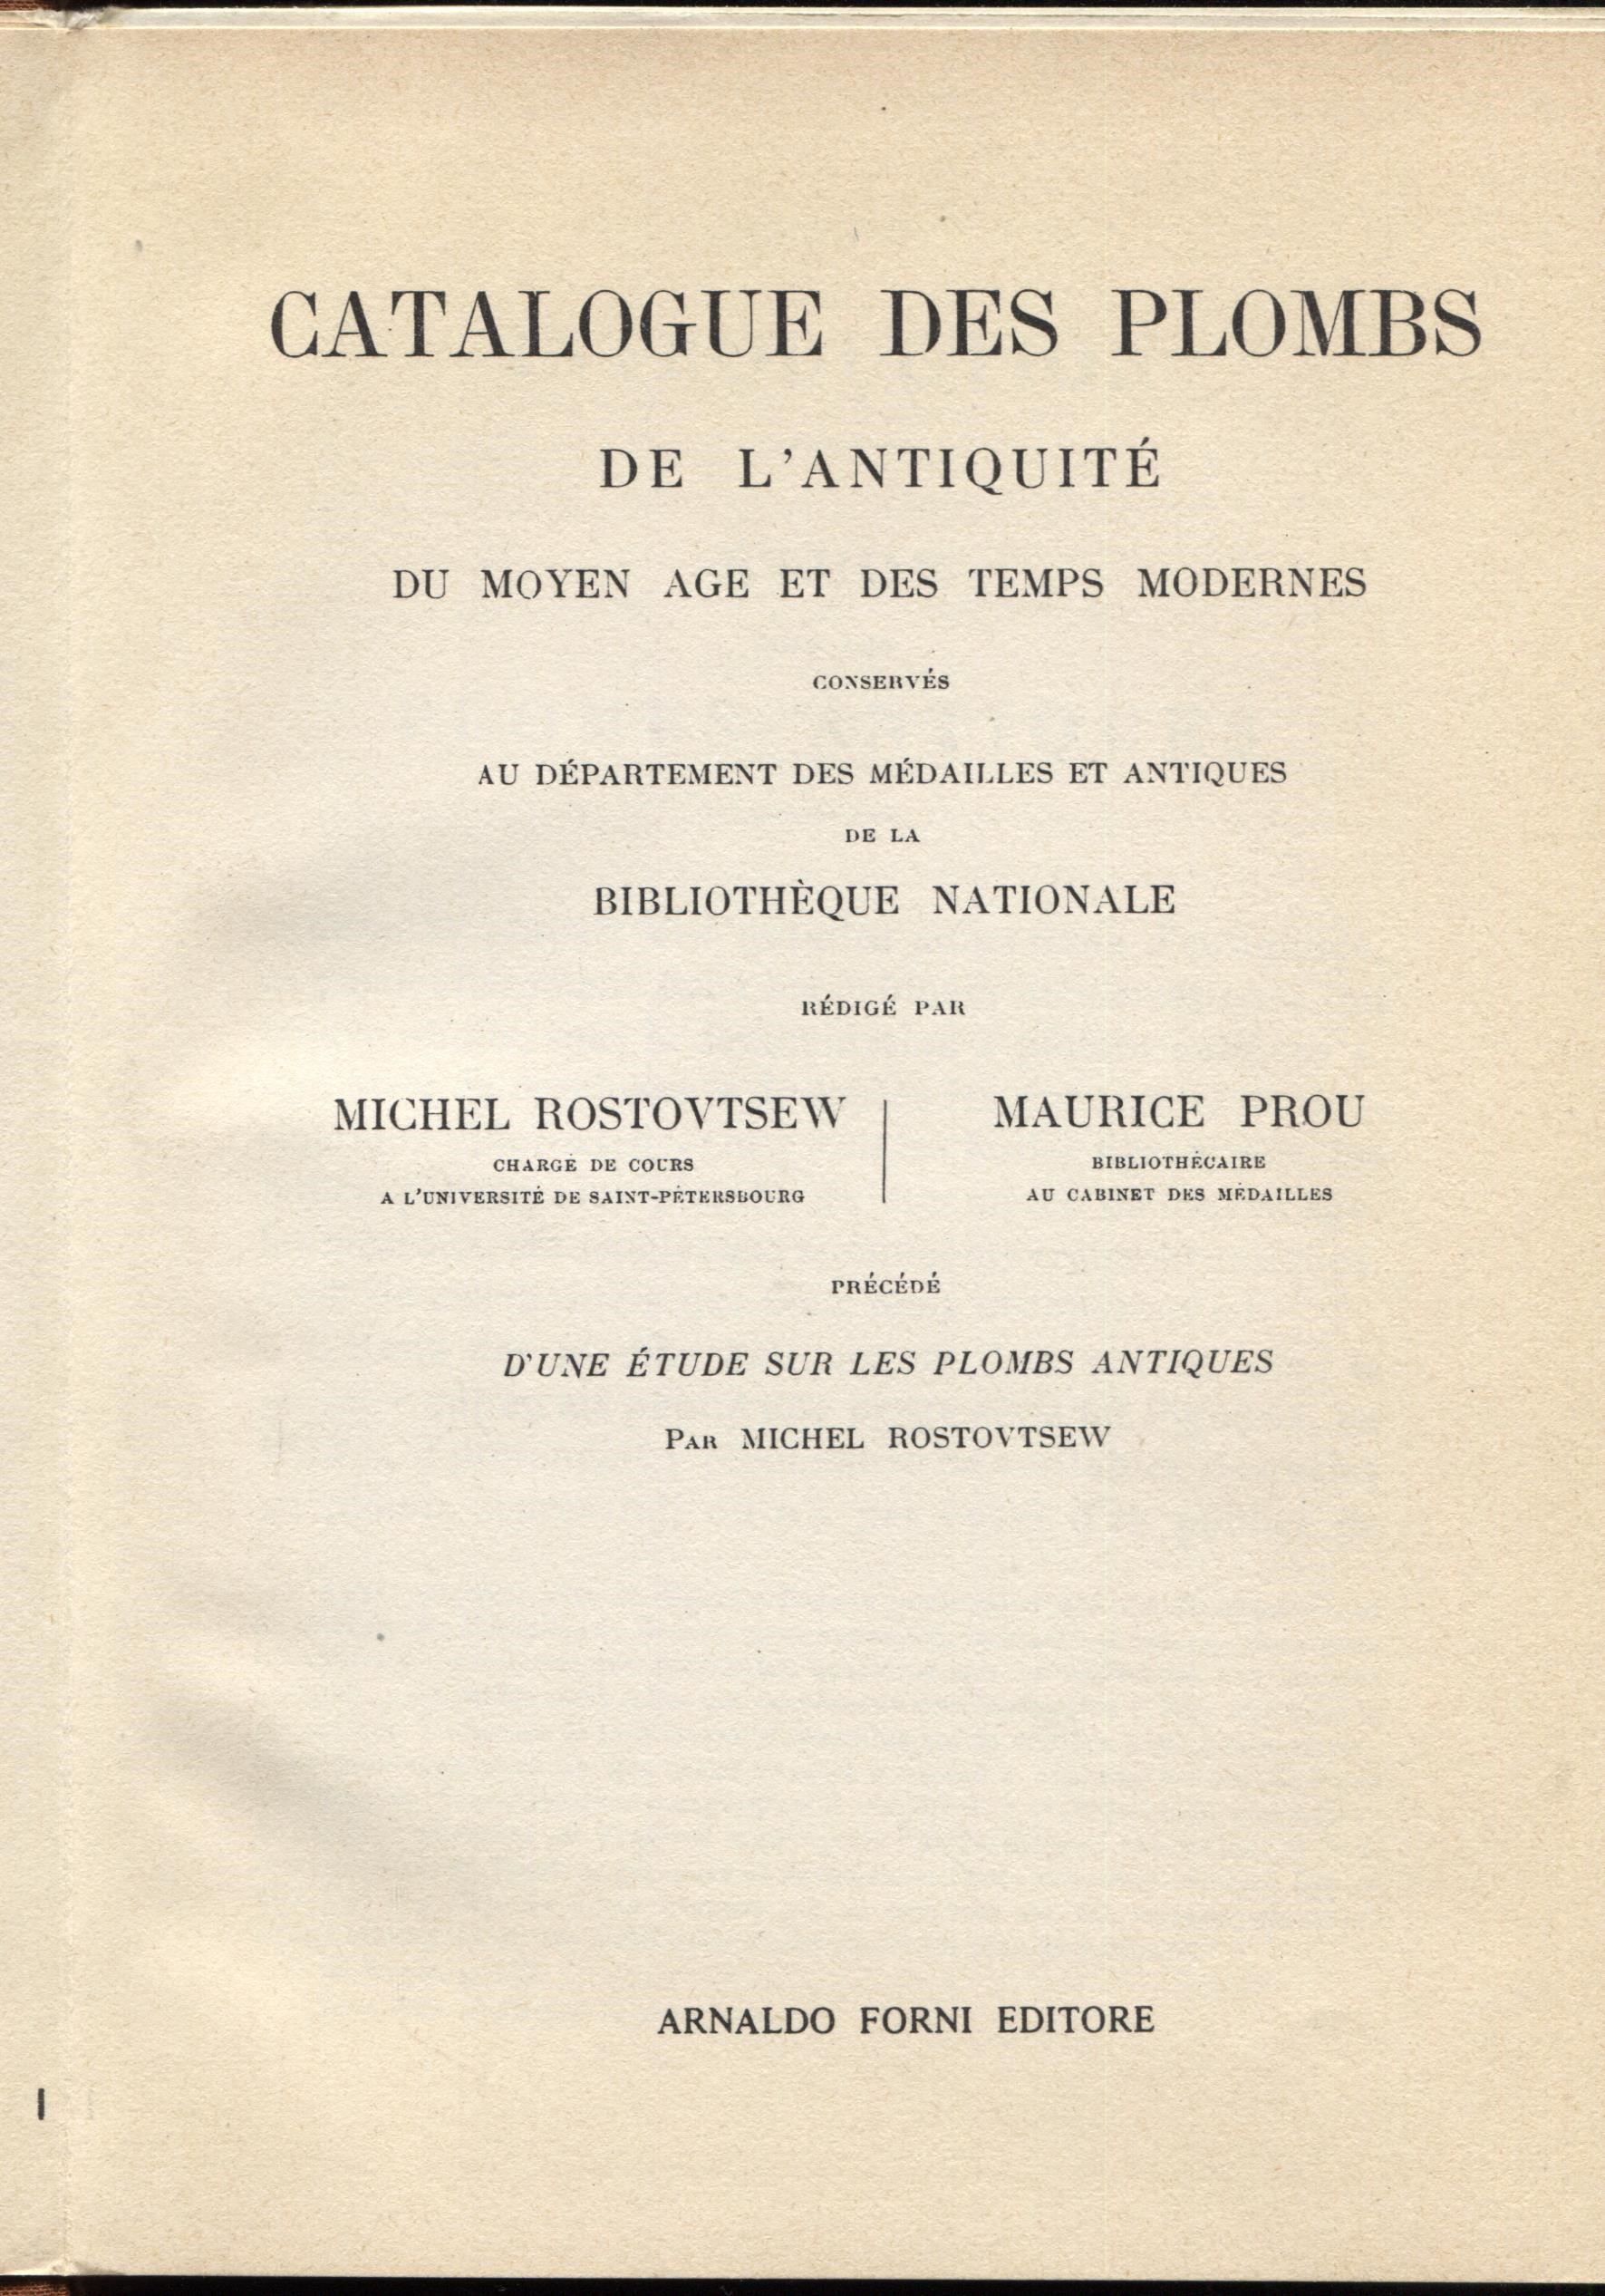 CATALOGUE DES PLOMBS
DE L'ANTIQUITÉ
DU MOYEN AGE ET DES TEMPS MODERNES
CONSERVÉS
AU DÉPARTEMENT DES MÉDAILLES ET ANTIQUES
DE LA
BIBLIOTHÈQUE NATIONALE
RÉDIGÉ PAR
MICHEL ROSTOVTSEW
CHARGÉ DE COURS
A L'UNIVERSITÉ DE SAINT-PÉTERSBOURG
MAURICE PROU
BIBLIOTHÉCAIRE
AU CABINET DES MÉDAILLES
PRÉCÉDÉ
D'UNE ÉTUDE SUR LES PLOMBS ANTIQUES
PAR MICHEL ROSTOVTSEW
ARNALDO FORNI EDITORE